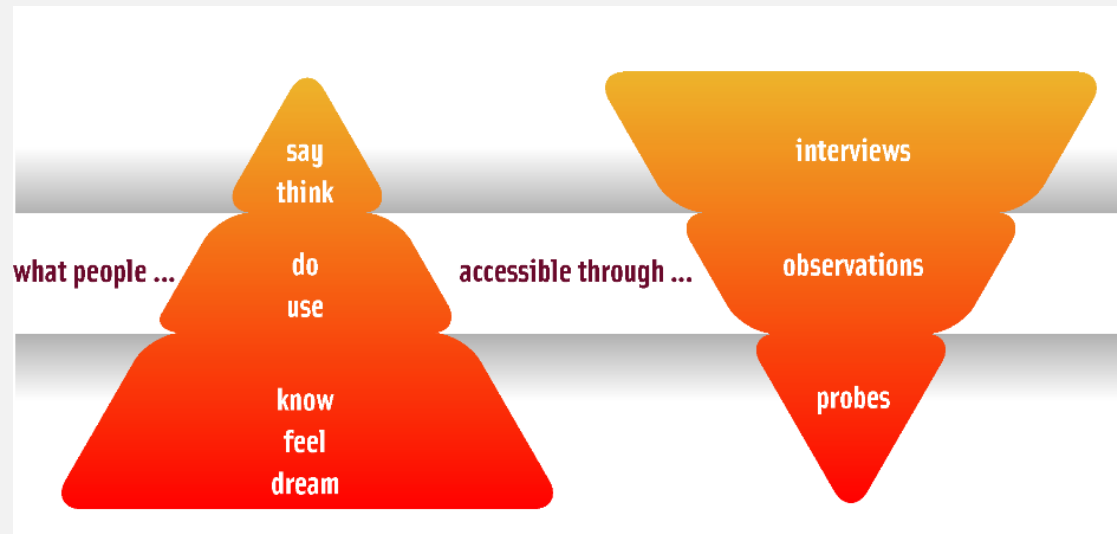 say
think
what people ...
do
use
know
feel
dream
accessible through ...
interviews
observations
probes